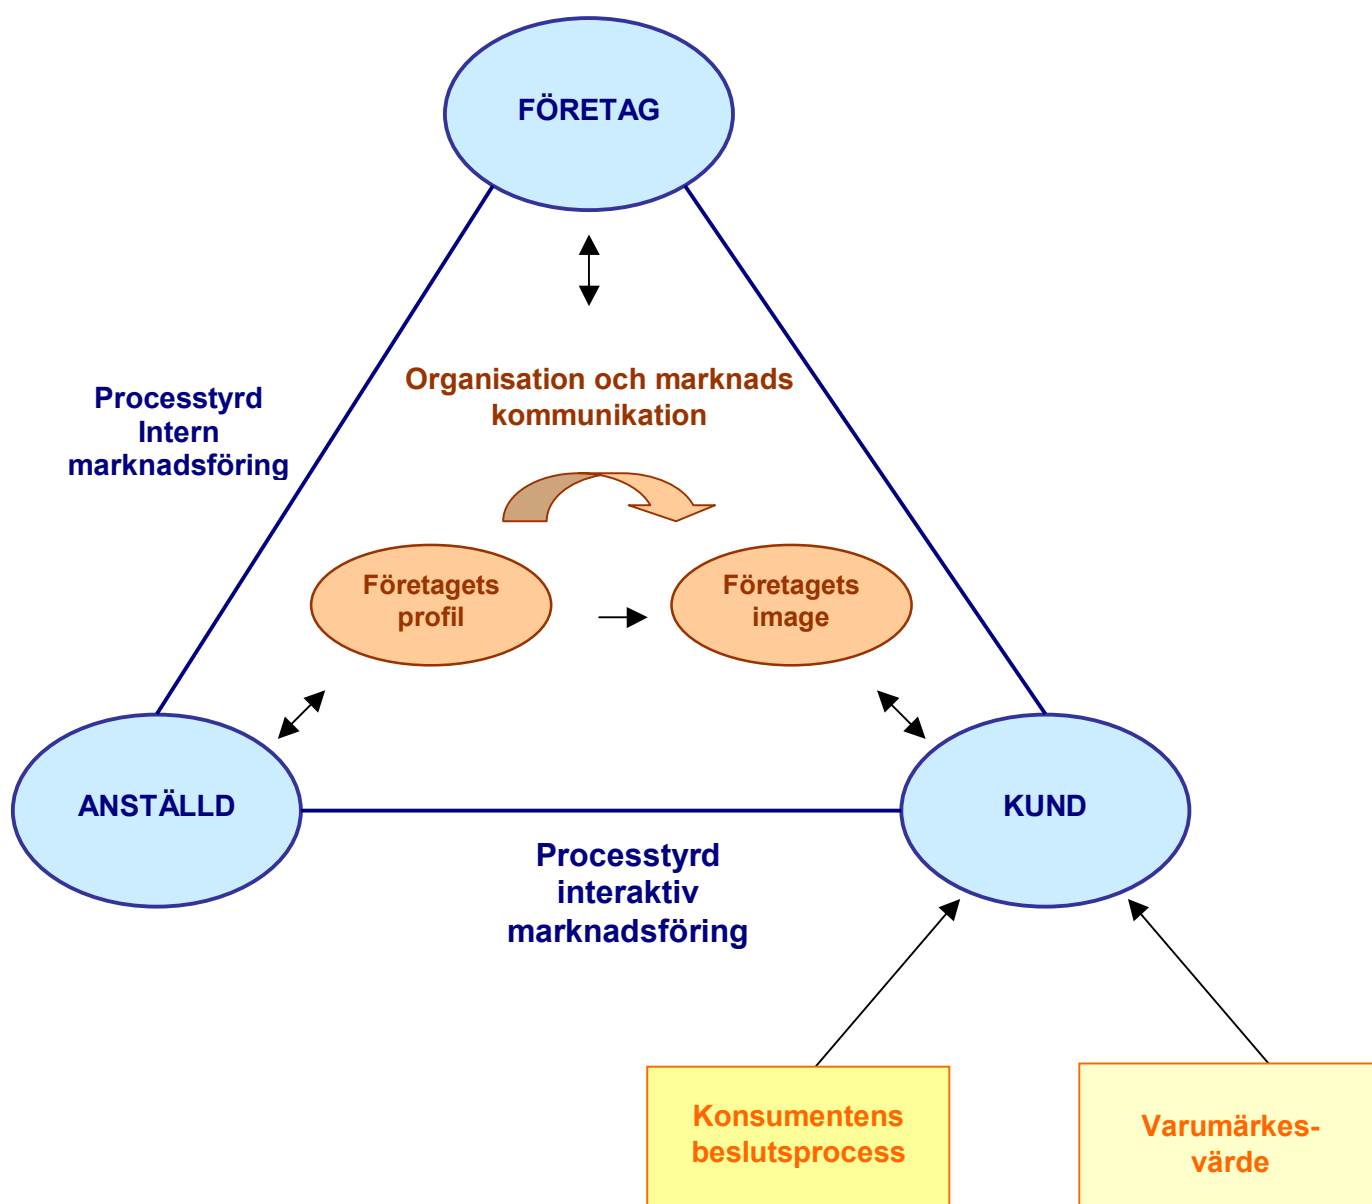 FÖRETAG
Organisation och marknads
kommunikation
Processtyrd
Intern
marknadsföring
Företagets
profil
Företagets
image
ANSTÄLLD
KUND
Processtyrd
interaktiv
marknadsföring
Konsumentens
beslutsprocess
Varumärkes-
värde